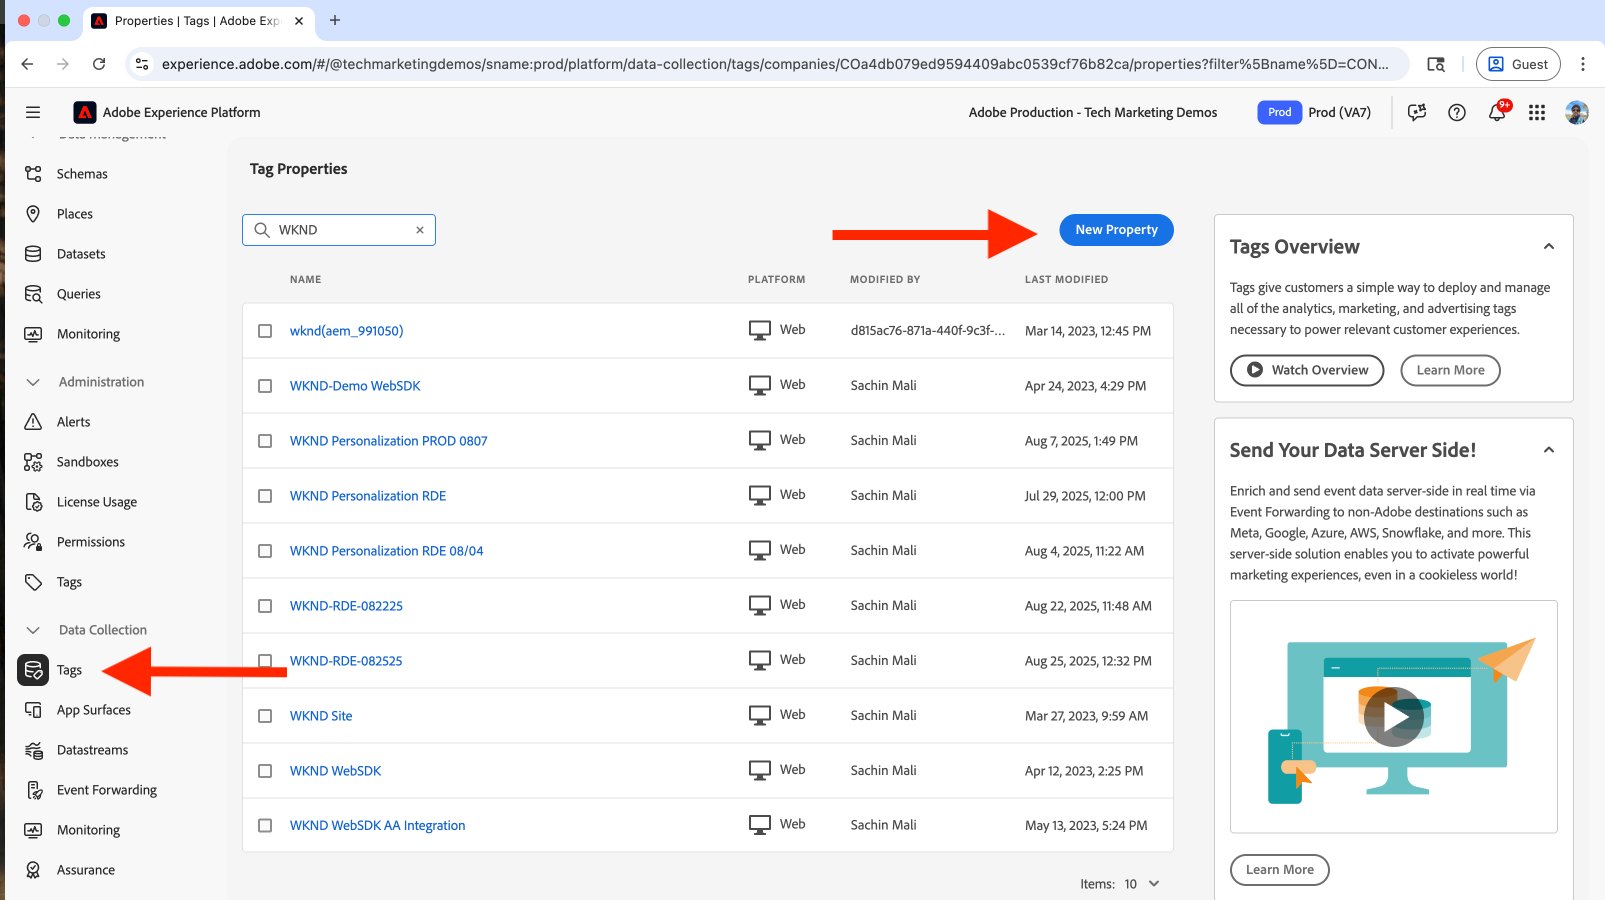 Properties | Tags | Adobe Exp
experience.adobe.com/#/@techmarketingdemos/sname:prod/platform/data-collection/tags/companies/COa4db079ed9594409abc0539cf76b82ca/properties?filter%5Bname%5D=CON...
Guest
Adobe Experience Platform
Adobe Production - Tech Marketing Demos
Prod
Prod (VA7)
9+
Data Management
Schemas
Places
Datasets
Queries
Monitoring
Administration
Alerts
Sandboxes
License Usage
Permissions
Tags
Data Collection
Tags
App Surfaces
Datastreams
Event Forwarding
Monitoring
Assurance
Tag Properties
WKND
New Property
NAME PLATFORM MODIFIED BY LAST MODIFIED
wknd(aem_991050) Web d815ac76-871a-440f-9c3f-... Mar 14, 2023, 12:45 PM
WKND-Demo WebSDK Web Sachin Mali Apr 24, 2023, 4:29 PM
WKND Personalization PROD 0807 Web Sachin Mali Aug 7, 2025, 1:49 PM
WKND Personalization RDE Web Sachin Mali Jul 29, 2025, 12:00 PM
WKND Personalization RDE 08/04 Web Sachin Mali Aug 4, 2025, 11:22 AM
WKND-RDE-082225 Web Sachin Mali Aug 22, 2025, 11:48 AM
WKND-RDE-082525 Web Sachin Mali Aug 25, 2025, 12:32 PM
WKND Site Web Sachin Mali Mar 27, 2023, 9:59 AM
WKND WebSDK Web Sachin Mali Apr 12, 2023, 2:25 PM
WKND WebSDK AA Integration Web Sachin Mali May 13, 2023, 5:24 PM
Items: 10
Tags Overview
Tags give customers a simple way to deploy and manage
all of the analytics, marketing, and advertising tags
necessary to power relevant customer experiences.
Watch Overview
Learn More
Send Your Data Server Side!
Enrich and send event data server-side in real time via
Event Forwarding to non-Adobe destinations such as
Meta, Google, Azure, AWS, Snowflake, and more. This
server-side solution enables you to activate powerful
marketing experiences, even in a cookieless world!
Learn More